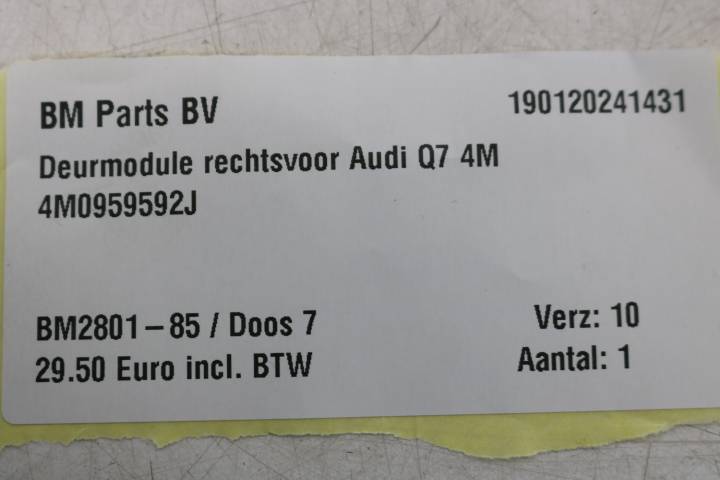 BM Parts BV 190120241431
Deurmodule rechtsvoor Audi Q7 4M
4M0959592J
BM2801-85 / Doos 7 Verz: 10
29.50 Euro incl. BTW Aantal: 1